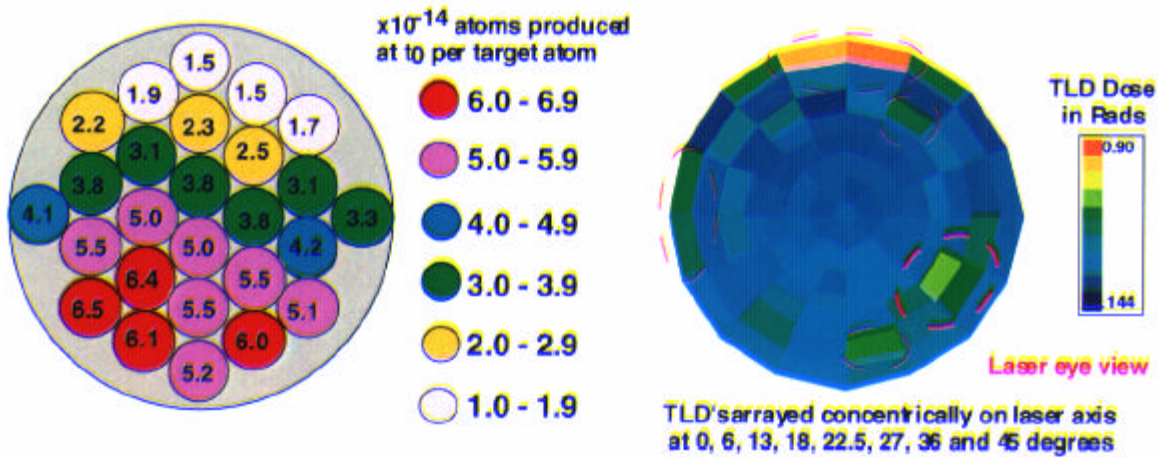 x10⁻¹⁴ atoms produced
at t0 per target atom
6.0 - 6.9
5.0 - 5.9
4.0 - 4.9
3.0 - 3.9
2.0 - 2.9
1.0 - 1.9
1.5
1.9
1.5
2.2
2.3
1.7
3.1
2.5
3.8
3.8
3.1
4.1
5.0
3.8
3.3
5.5
5.0
4.2
6.4
5.5
6.5
5.5
5.1
6.1
6.0
5.2
TLD Dose
in Rads
0.90
.144
Laser eye view
TLD'sarrayed concentrically on laser axis
at 0, 6, 13, 18, 22.5, 27, 36 and 45 degrees